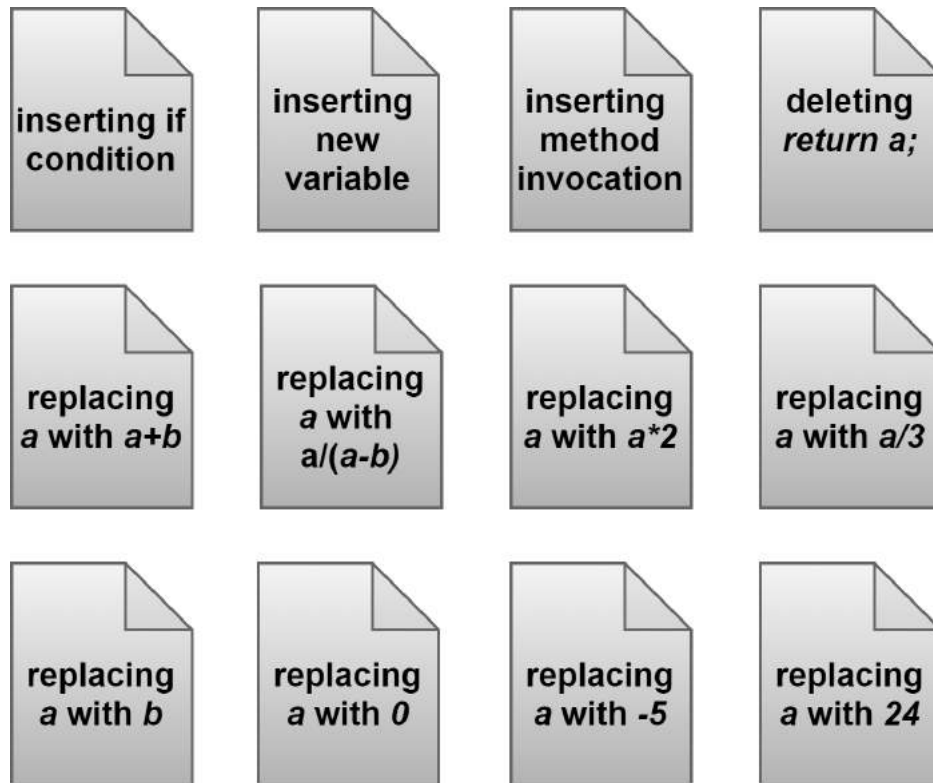 inserting if
condition
inserting
new
variable
inserting
method
invocation
deleting
return a;
replacing
a with a+b
replacing
a with
a/(a-b)
replacing
a with a*2
replacing
a with a/3
replacing
a with b
replacing
a with 0
replacing
a with -5
replacing
a with 24